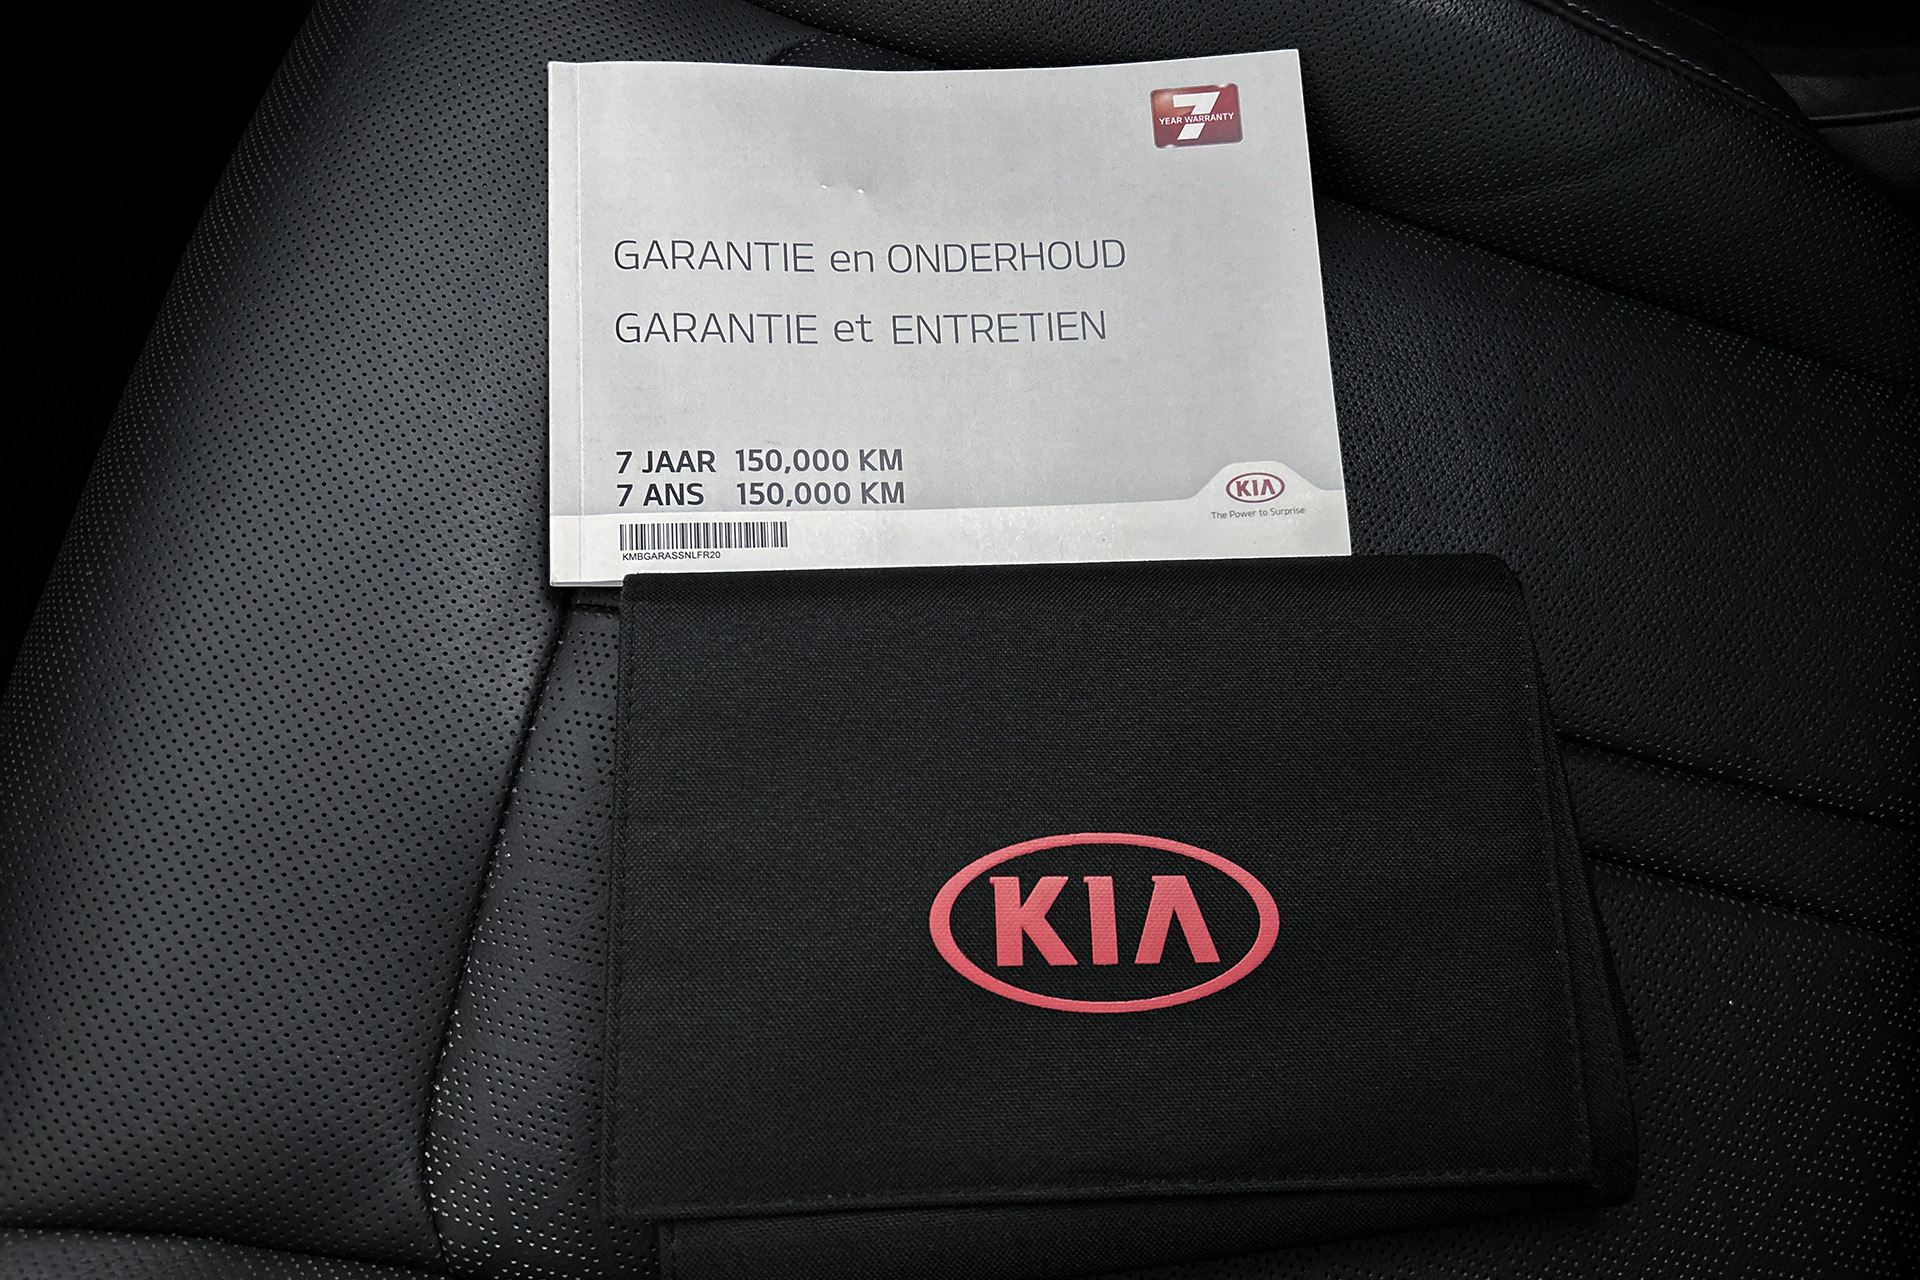 7
YEAR WARRANTY
GARANTIE en ONDERHOUD
GARANTIE et ENTRETIEN
7 JAAR 150,000 KM
7 ANS 150,000 KM
KIA
The Power to Surprise
KMBGARASSNLFR20
KIA